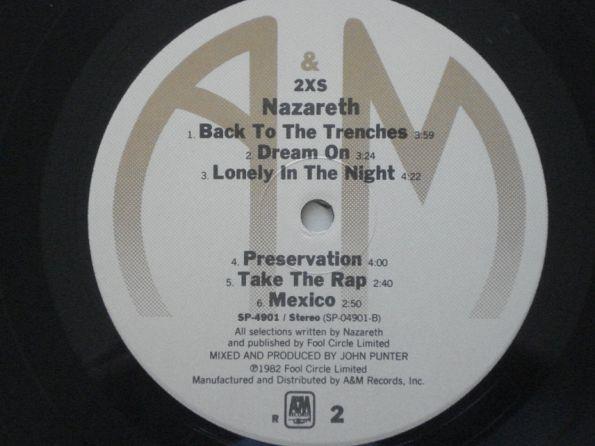 &
2XS
Nazareth
1. Back To The Trenches 3:59
2. Dream On 3:24
3. Lonely In The Night 4:22
4. Preservation 4:00
5. Take The Rap 2:40
6. Mexico 2:50
SP-4901 / Stereo (SP-04901-B)
All selections written by Nazareth
and published by Fool Circle Limited
MIXED AND PRODUCED BY JOHN PUNTER
℗1982 Fool Circle Limited
Manufactured and Distributed by A&M Records, Inc.
R A&M RECORDS 2